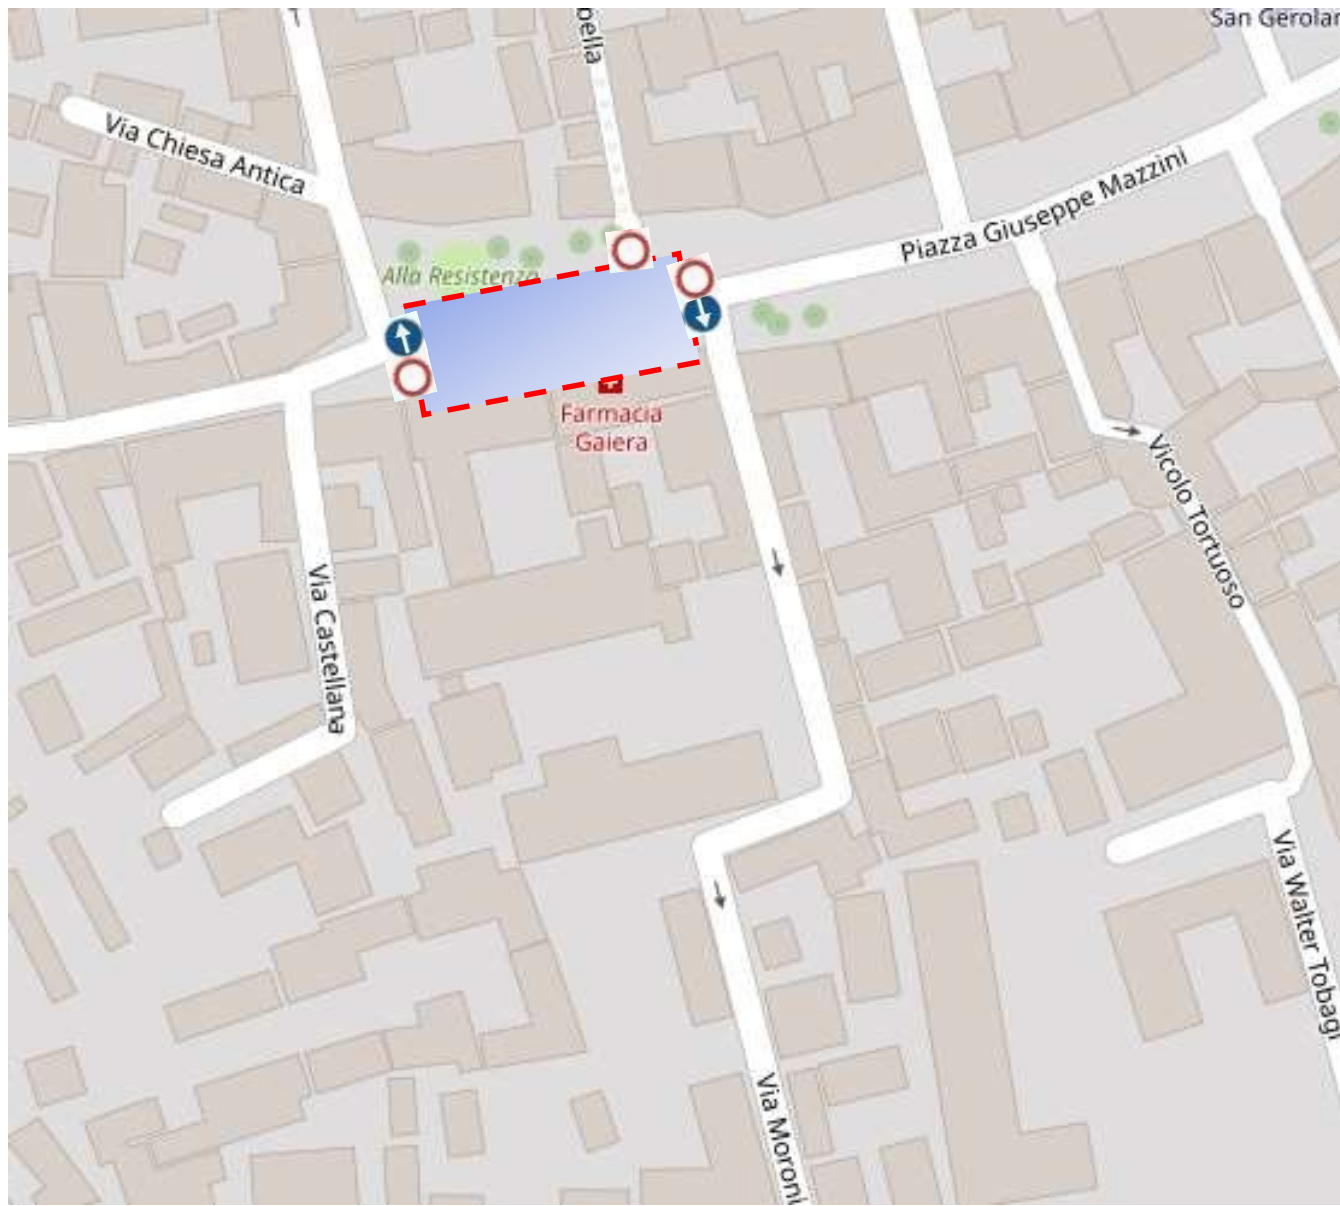 San Gerolar
Via Chiesa Antica
Piazza Giuseppe Mazzini
Alla Resistenza
Farmacia
Gaiera
Vicolo Tortuoso
Via Castellana
Via Walter Tobagi
Via Moroni